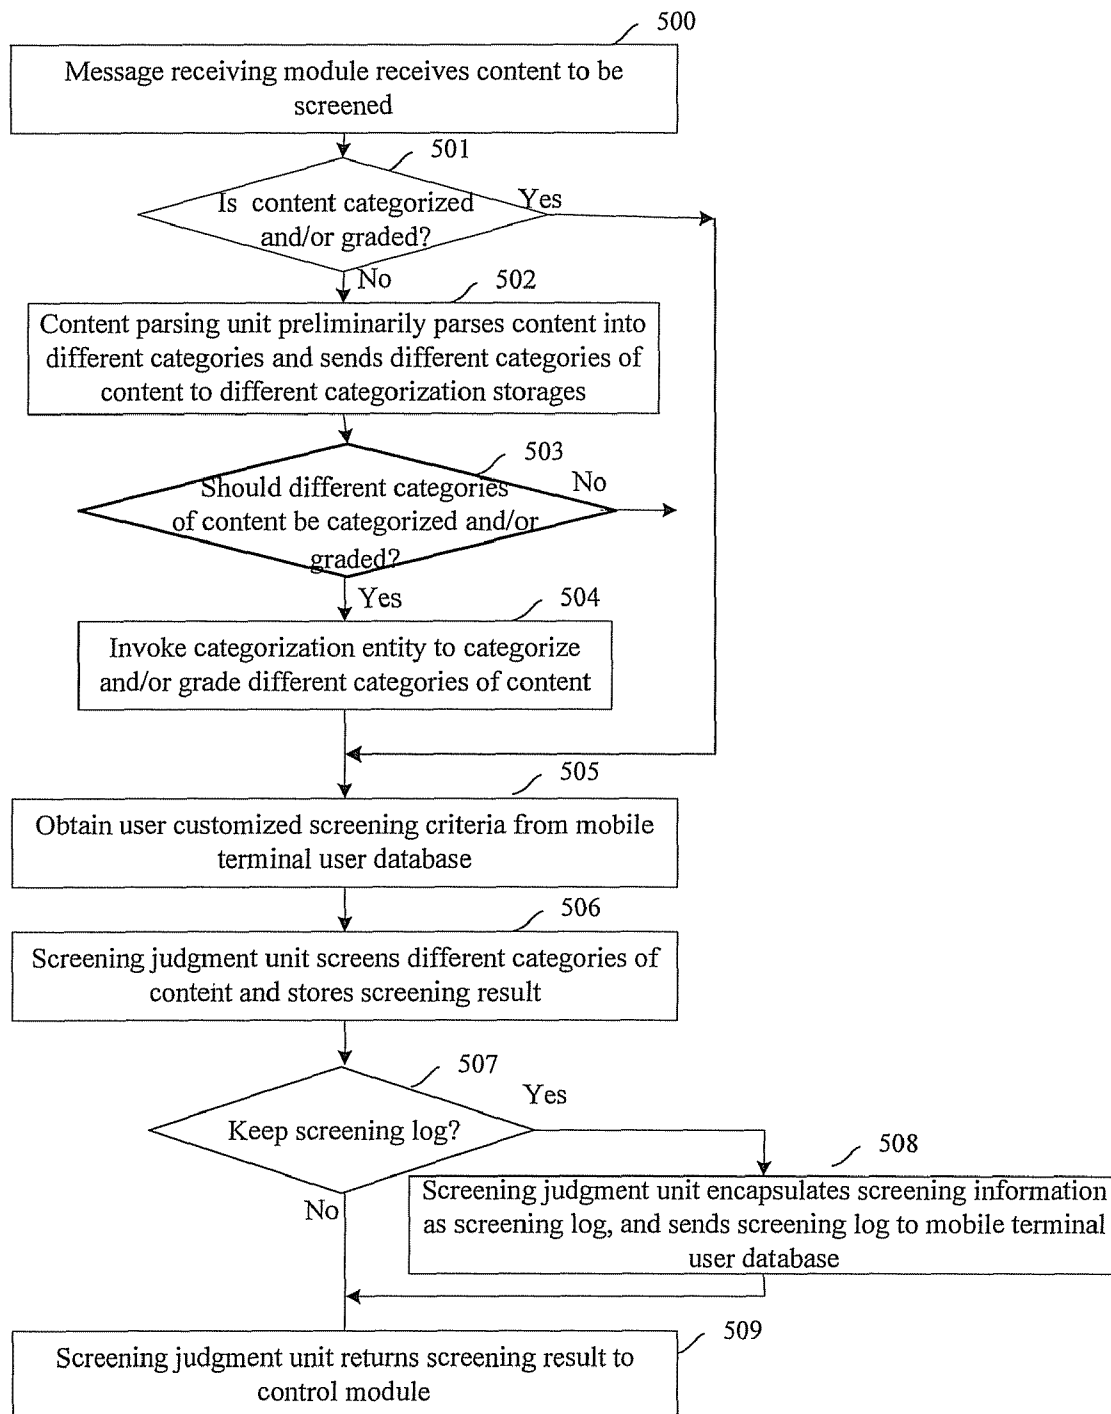 500
Message receiving module receives content to be
screened
501
Is content categorized
and/or graded?
Yes
No
502
Content parsing unit preliminarily parses content into
different categories and sends different categories of
content to different categorization storages
503
Should different categories
of content be categorized and/or
graded?
No
Yes
504
Invoke categorization entity to categorize
and/or grade different categories of content
505
Obtain user customized screening criteria from mobile
terminal user database
506
Screening judgment unit screens different categories of
content and stores screening result
507
Keep screening log?
Yes
No
508
Screening judgment unit encapsulates screening information
as screening log, and sends screening log to mobile terminal
user database
509
Screening judgment unit returns screening result to
control module